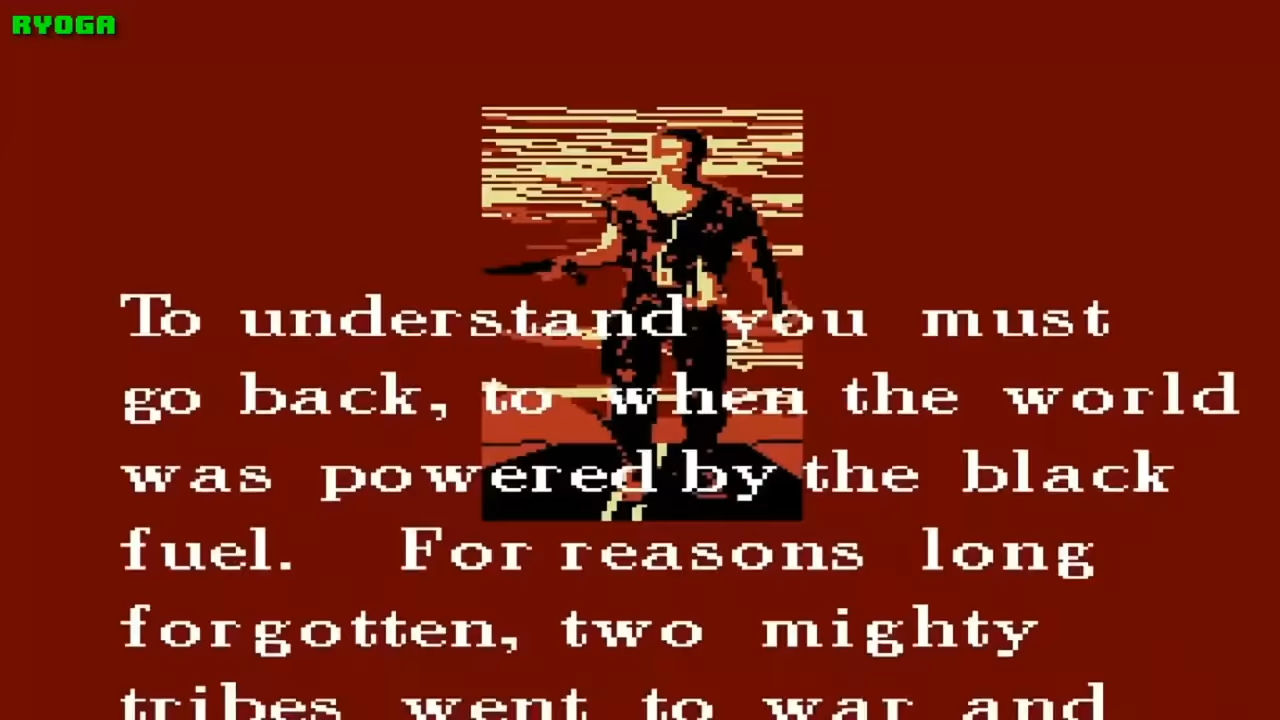 RYOGA
To understand you must
go back, to when the world
was powered by the black
fuel. For reasons long
forgotten, two mighty
tribes went to war and